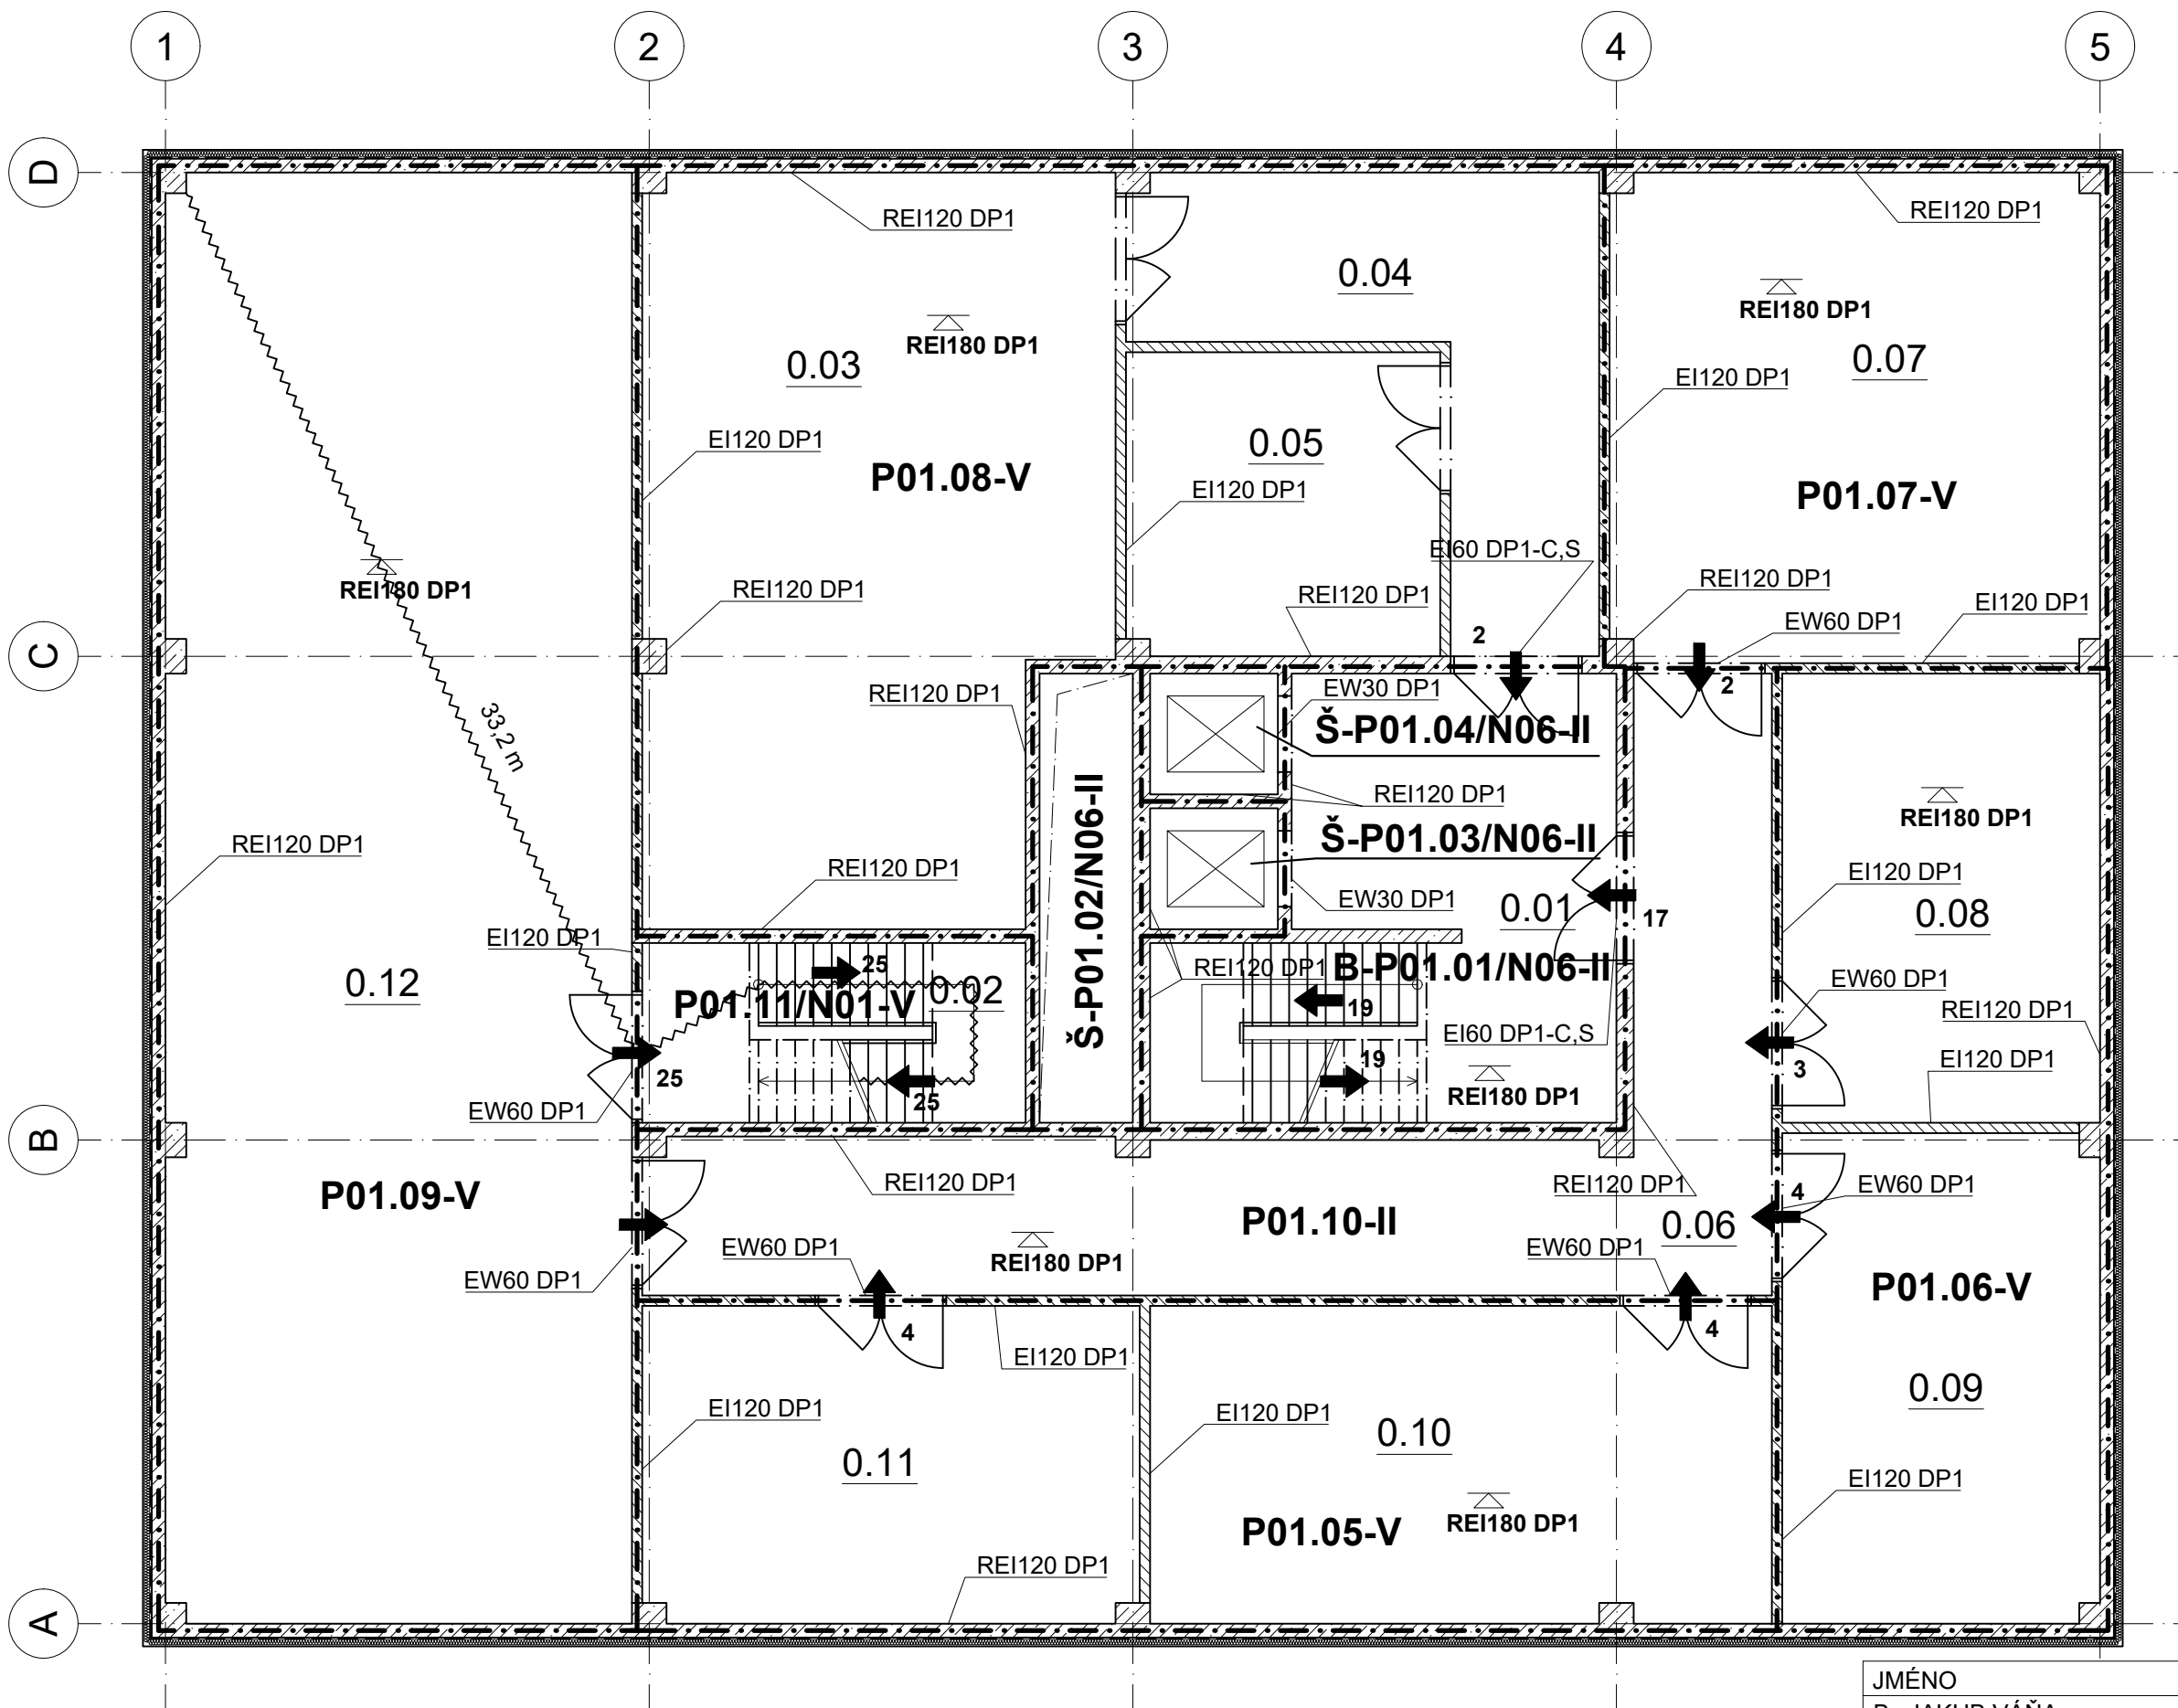 1
2
3
4
5
D
REI120 DP1
REI120 DP1
0.04
REI180 DP1
REI180 DP1
0.03
0.07
EI120 DP1
EI120 DP1
0.05
P01.08-V
EI120 DP1
P01.07-V
EI60 DP1-C,S
REI180 DP1
REI120 DP1
REI120 DP1
REI120 DP1
EI120 DP1
EW60 DP1
2
C
REI120 DP1
EW30 DP1
2
33,2 m
Š-P01.04/N06-II
REI120 DP1
REI180 DP1
Š-P01.03/N06-II
REI120 DP1
REI120 DP1
EI120 DP1
Š-P01.02/N06-II
EW30 DP1
0.01
17
0.08
EI120 DP1
25
REI120 DP1
B-P01.01/N06-II
EW60 DP1
0.12
P01.11/N01-V
0.02
19
REI120 DP1
EI60 DP1-C,S
EI120 DP1
25
19
3
EW60 DP1
25
REI180 DP1
B
P01.09-V
REI120 DP1
REI120 DP1
4
EW60 DP1
P01.10-II
0.06
EW60 DP1
REI180 DP1
EW60 DP1
EW60 DP1
P01.06-V
4
4
EI120 DP1
0.09
EI120 DP1
EI120 DP1
0.10
0.11
EI120 DP1
P01.05-V
REI180 DP1
REI120 DP1
A
JMÉNO